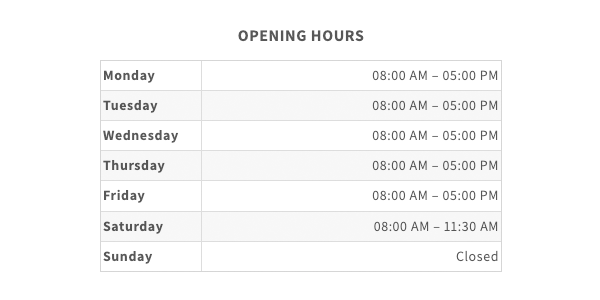 OPENING HOURS
Monday 08:00 AM – 05:00 PM
Tuesday 08:00 AM – 05:00 PM
Wednesday 08:00 AM – 05:00 PM
Thursday 08:00 AM – 05:00 PM
Friday 08:00 AM – 05:00 PM
Saturday 08:00 AM – 11:30 AM
Sunday Closed